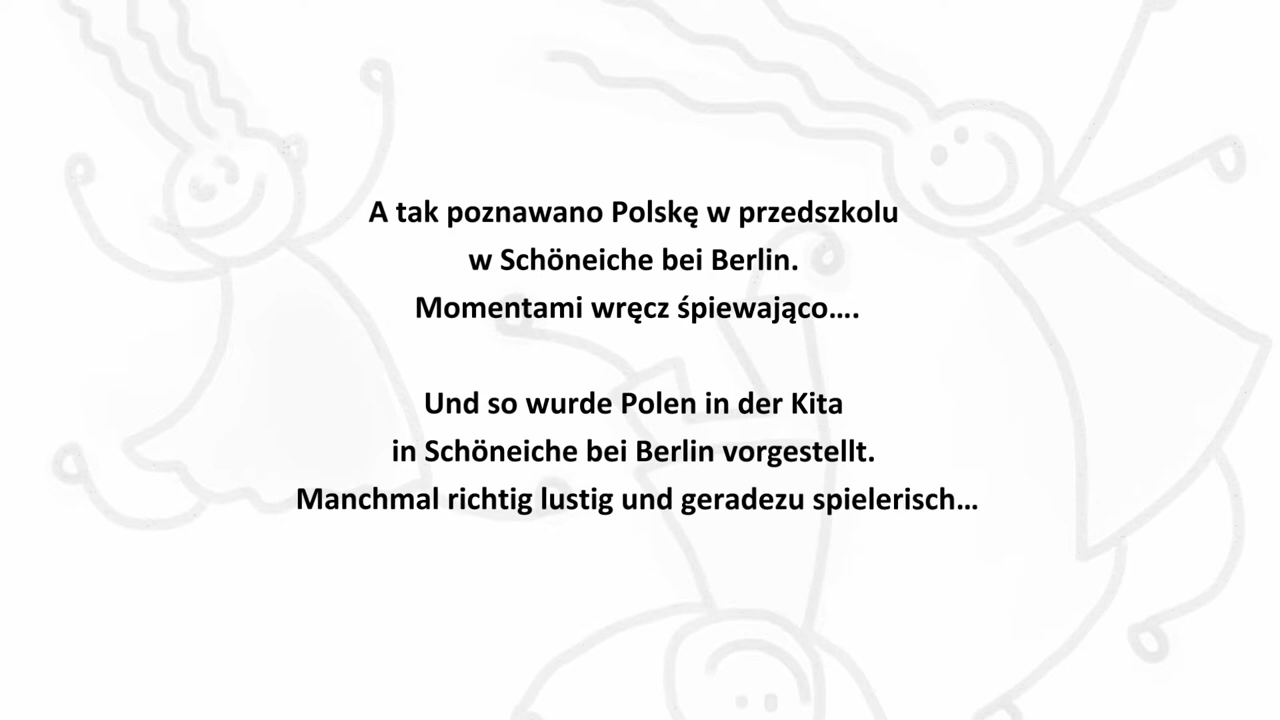 A tak poznawano Polskę w przedszkolu
w Schöneiche bei Berlin.
Momentami wręcz śpiewająco….
Und so wurde Polen in der Kita
in Schöneiche bei Berlin vorgestellt.
Manchmal richtig lustig und geradezu spielerisch…